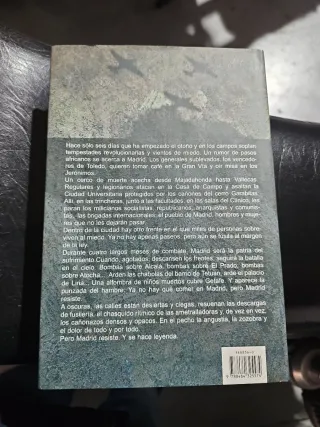 Hace sólo seis días que ha empezado el otoño y en los campos soplan
tempestades revolucionarias y vientos de miedo. Un rumor de pasos
africanos se acerca a Madrid. Los generales sublevados, los vencedo-
res de Toledo, quieren tomar café en la Gran Vía y oír misa en los
Jerónimos.
Un cerco de muerte acecha desde Majadahonda hasta Vallecas.
Regulares y legionarios atacan en la Casa de Campo y asaltan la
Ciudad Universitaria protegidos por los cañones del cerro Garabitas.
Allí, en las trincheras, junto a las facultades, en las salas del Clínico, les
paran los milicianos socialistas, republicanos, anarquistas y comunis-
tas, las brigadas internacionales, el pueblo de Madrid, hombres y muje-
res que no les dejarán pasar.
Dentro de la ciudad hay otro frente en el que miles de personas sobre-
viven al miedo. Ya no hay apenas paseos, pero aún se fusila al margen
de la ley.
Durante cuatro largos meses de combate, Madrid será la patria del
sufrimiento. Cuando, agotados, descansen los frentes, seguirá la batalla
en el cielo. Bombas sobre Alcalá, bombas sobre El Prado, bombas
sobre Atocha... Arden las chabolas del barrio de Tetuán, arde el palacio
de Liria... Una alfombra de niños muertos cubre Getafe. Y aparece la
punzada del hambre. Ya no hay qué comer en Madrid, pero Madrid
resiste.
A oscuras, las calles están desiertas y ciegas, resuenan las descargas
de fusilería, el chasquido rítmico de las ametralladoras y, de vez en vez,
los cañonazos densos y opacos. En el pecho la angustia, la zozobra y
el dolor de todo y por todo.
Pero Madrid resiste. Y se hace leyenda.